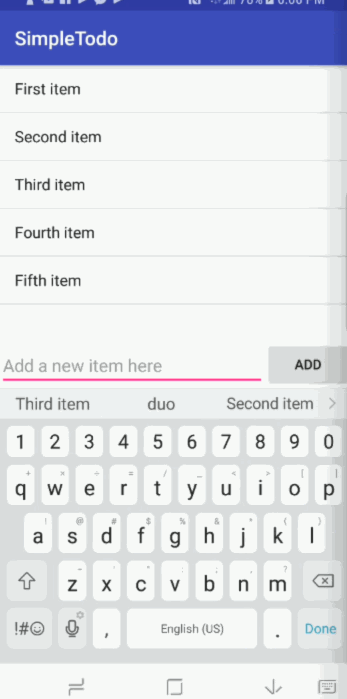 SimpleTodo
First item
Second item
Third item
Fourth item
Fifth item
Add a new item here ADD
Third item duo Second item
1 2 3 4 5 6 7 8 9 0
q w e r t y u i o p
a s d f g h j k l
z x c v b n m
!#☺ , English (US) . Done